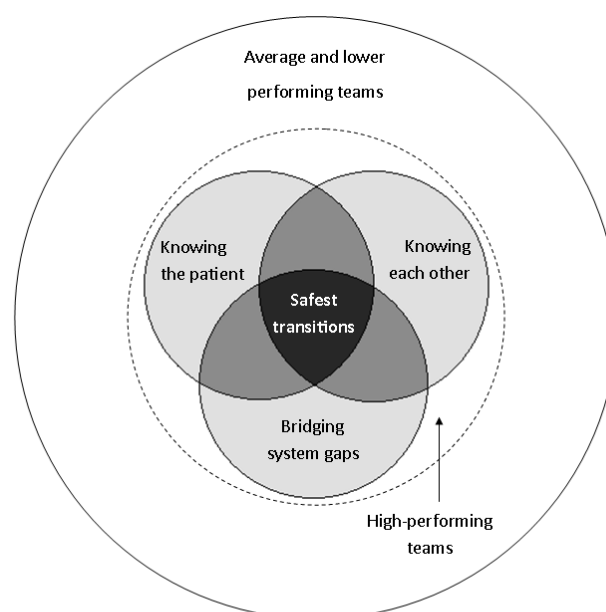 Average and lower
performing teams
Knowing
the patient
Knowing
each other
Safest
transitions
Bridging
system gaps
High-performing
teams